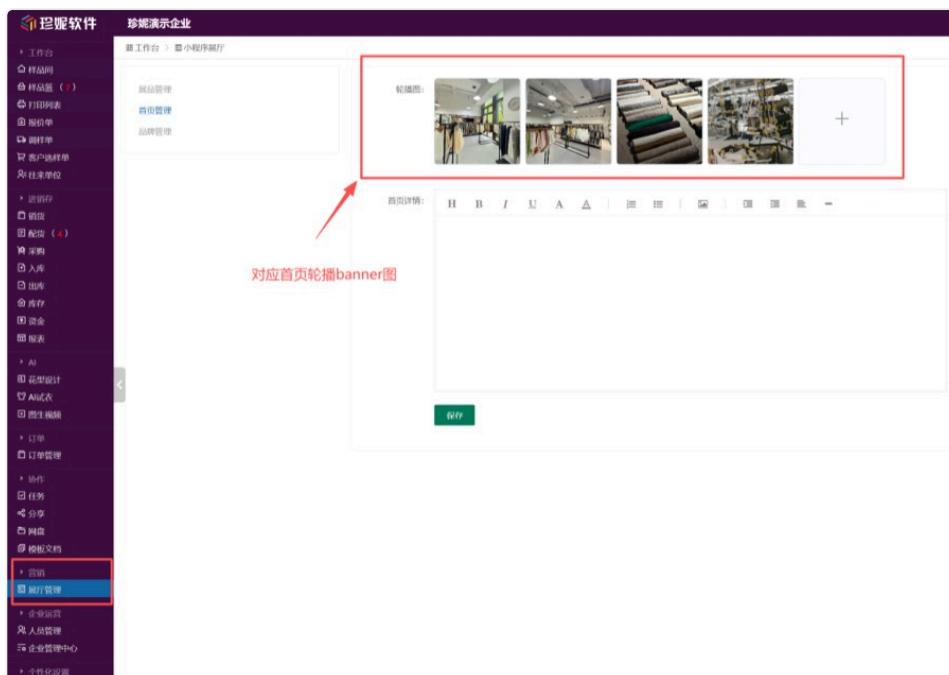 珍妮软件
珍妮演示企业
工作台 > 小程序展厅
工作台
样品间
样品篮（7）
打印列表
报价单
调样单
客户选样单
往来单位
进销存
销货
配货（4）
采购
入库
出库
库存
资金
报表
AI
花型设计
AI试衣
图生视频
订单
订单管理
协作
任务
分享
网盘
模板文档
营销
展厅管理
企业运营
人员管理
企业管理中心
个性化设置
展品管理
首页管理
品牌管理
轮播图:
首页详情:
H B I U A A
对应首页轮播banner图
保存